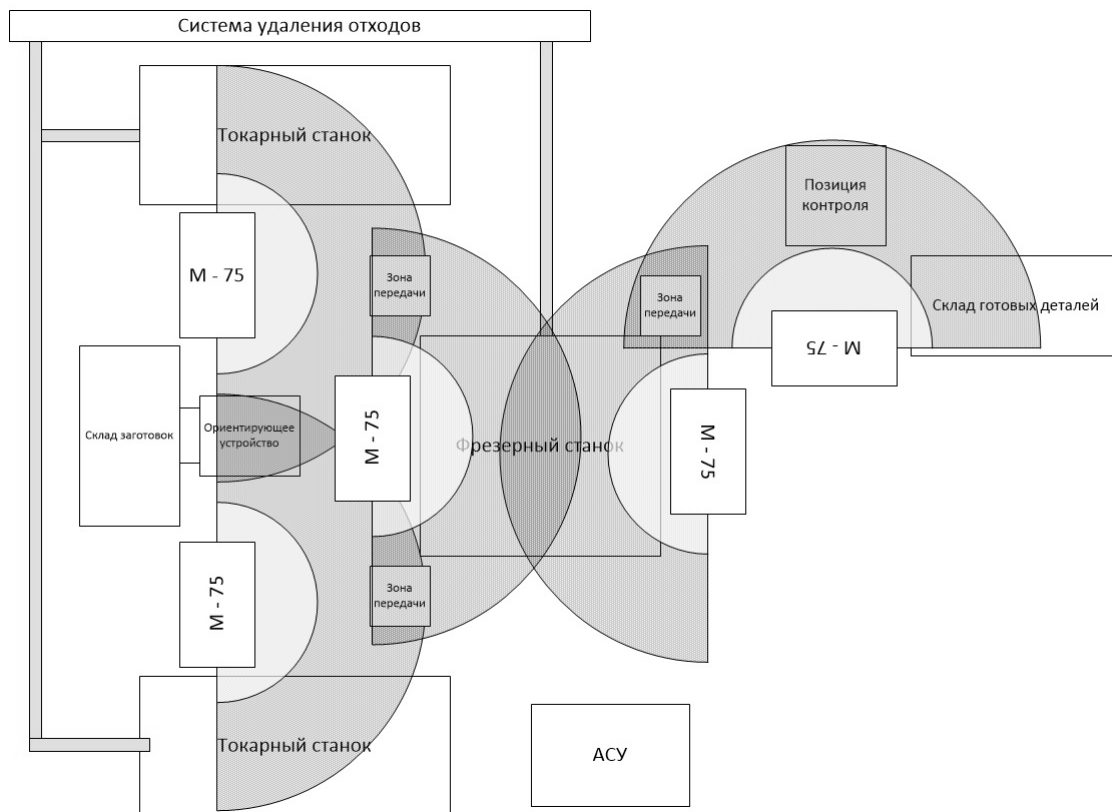 Система удаления отходов
Токарный станок
Позиция
контроля
М - 75
Зона
передачи
Зона
передачи
Склад готовых деталей
М - 75
Склад заготовок
Ориентирующее
устройство
М - 75
Фрезерный станок
М - 75
М - 75
Зона
передачи
Токарный станок
АСУ